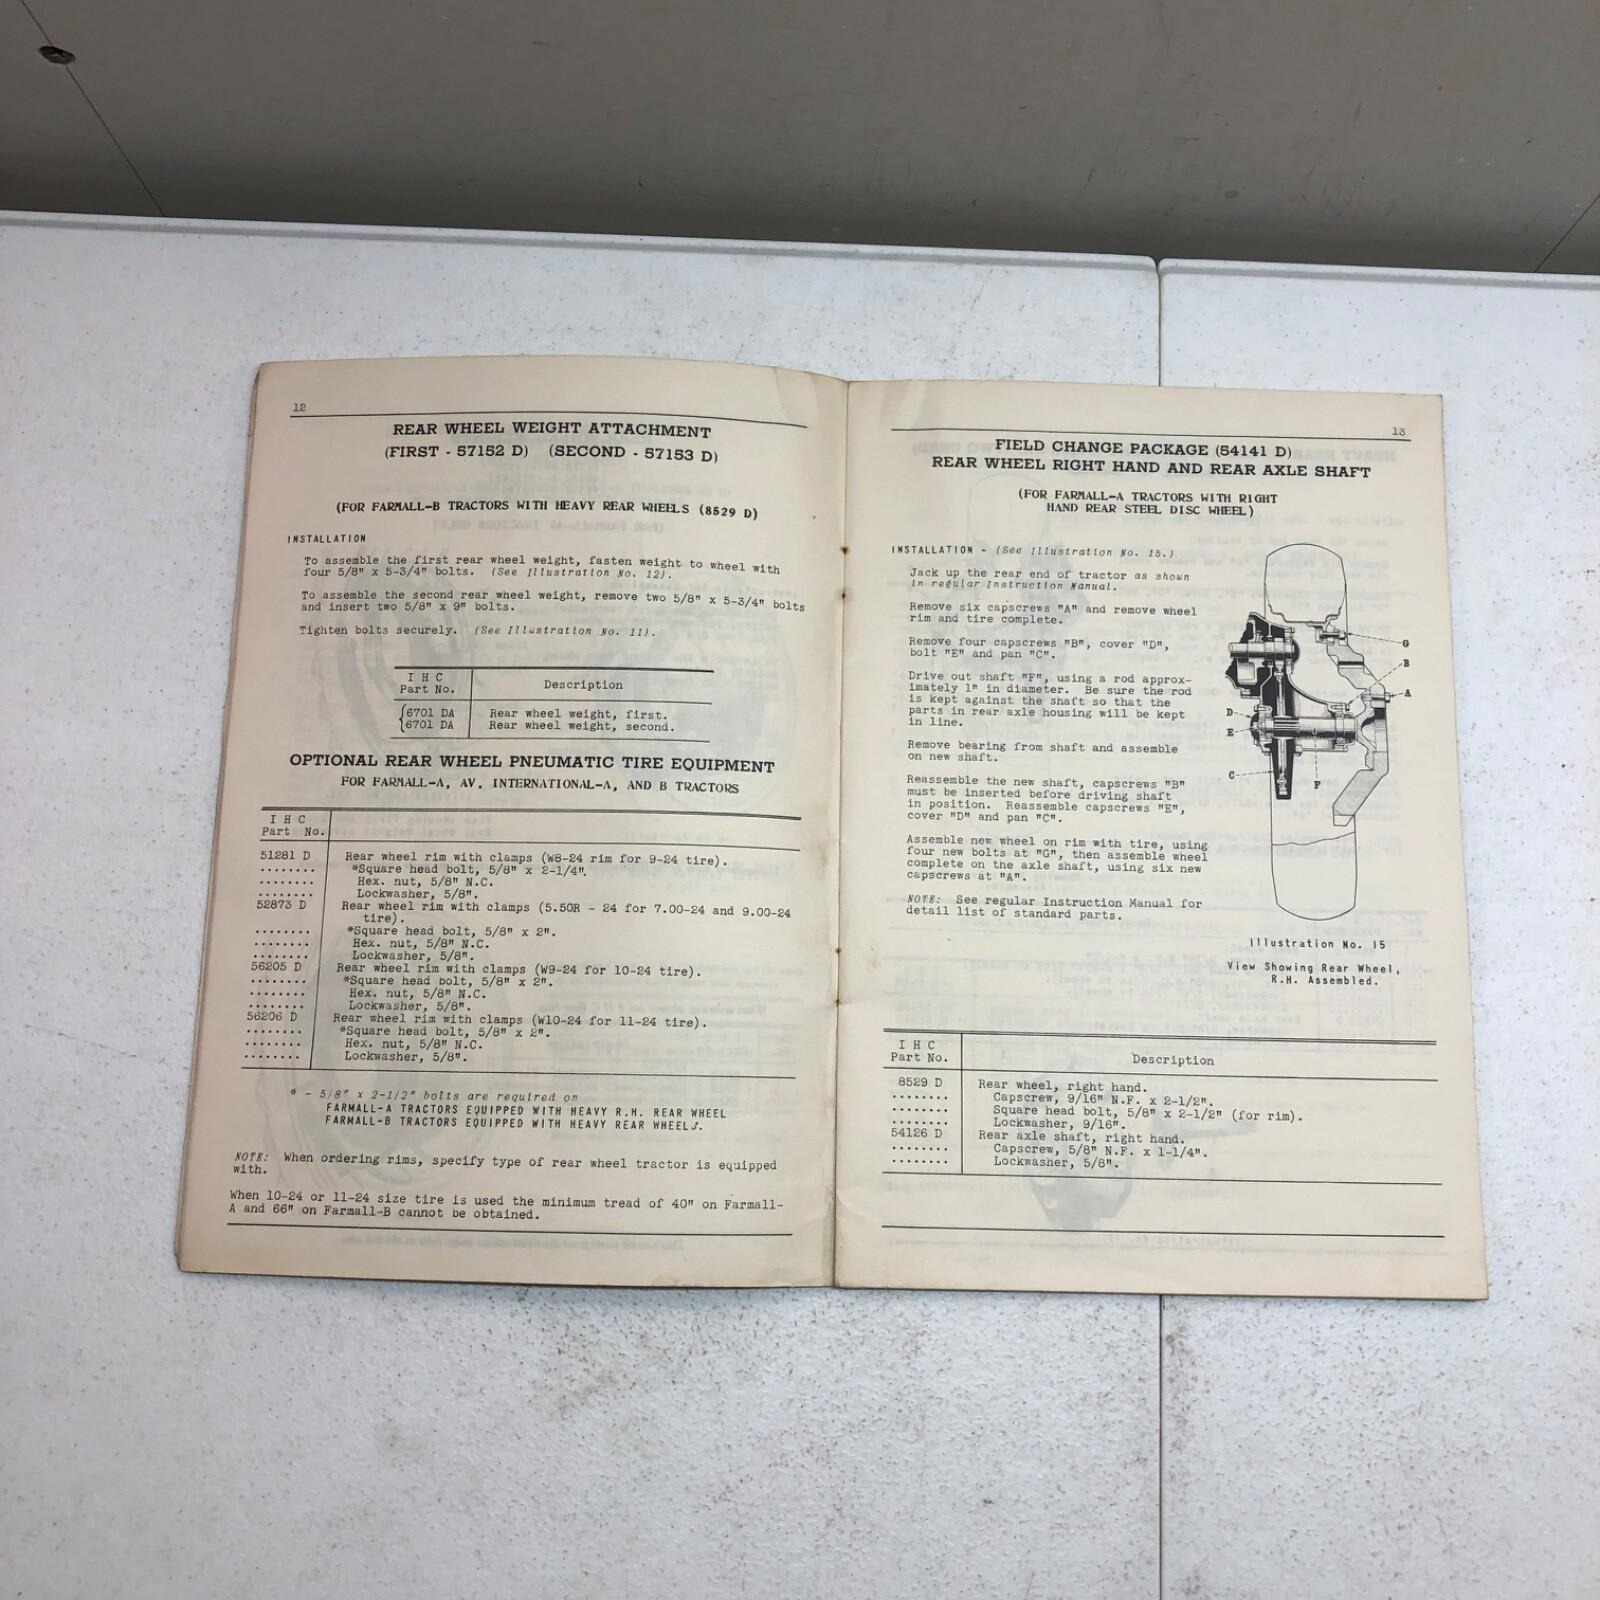 12
REAR WHEEL WEIGHT ATTACHMENT
(FIRST - 57152 D) (SECOND - 57153 D)
(FOR FARMALL-B TRACTORS WITH HEAVY REAR WHEELS (8529 D)
INSTALLATION
To assemble the first rear wheel weight, fasten weight to wheel with
four 5/8" x 5-3/4" bolts. (See Illustration No. 12).
To assemble the second rear wheel weight, remove two 5/8" x 5-3/4" bolts
and insert two 5/8" x 9" bolts.
Tighten bolts securely. (See Illustration No. 11).
I H C
Part No. Description
6701 DA Rear wheel weight, first.
6701 DA Rear wheel weight, second.
OPTIONAL REAR WHEEL PNEUMATIC TIRE EQUIPMENT
FOR FARMALL-A, AV, INTERNATIONAL-A, AND B TRACTORS
I H C
Part No.
51281 D Rear wheel rim with clamps (W8-24 rim for 9-24 tire).
........ *Square head bolt, 5/8" x 2-1/4".
........ Hex. nut, 5/8" N.C.
........ Lockwasher, 5/8".
52873 D Rear wheel rim with clamps (5.50R - 24 for 7.00-24 and 9.00-24
tire).
........ *Square head bolt, 5/8" x 2".
........ Hex. nut, 5/8" N.C.
........ Lockwasher, 5/8".
56205 D Rear wheel rim with clamps (W9-24 for 10-24 tire).
........ *Square head bolt, 5/8" x 2".
........ Hex. nut, 5/8" N.C.
........ Lockwasher, 5/8".
56206 D Rear wheel rim with clamps (W10-24 for 11-24 tire).
........ *Square head bolt, 5/8" x 2".
........ Hex. nut, 5/8" N.C.
........ Lockwasher, 5/8".
* - 5/8" x 2-1/2" bolts are required on
FARMALL-A TRACTORS EQUIPPED WITH HEAVY R.H. REAR WHEEL
FARMALL-B TRACTORS EQUIPPED WITH HEAVY REAR WHEELS.
NOTE: When ordering rims, specify type of rear wheel tractor is equipped
with.
When 10-24 or 11-24 size tire is used the minimum tread of 40" on Farmall-
A and 66" on Farmall-B cannot be obtained.
13
FIELD CHANGE PACKAGE (54141 D)
REAR WHEEL RIGHT HAND AND REAR AXLE SHAFT
(FOR FARMALL-A TRACTORS WITH RIGHT
HAND REAR STEEL DISC WHEEL)
INSTALLATION - (See Illustration No. 15.)
Jack up the rear end of tractor as shown
in regular Instruction Manual.
Remove six capscrews "A" and remove wheel
rim and tire complete.
Remove four capscrews "B", cover "D",
bolt "E" and pan "C".
Drive out shaft "F", using a rod approx-
imately 1" in diameter. Be sure the rod
is kept against the shaft so that the
parts in rear axle housing will be kept
in line.
Remove bearing from shaft and assemble
on new shaft.
Reassemble the new shaft, capscrews "B"
must be inserted before driving shaft
in position. Reassemble capscrews "E",
cover "D" and pan "C".
Assemble new wheel on rim with tire, using
four new bolts at "G", then assemble wheel
complete on the axle shaft, using six new
capscrews at "A".
NOTE: See regular Instruction Manual for
detail list of standard parts.
G
B
A
D
E
C
F
Illustration No. 15
View Showing Rear Wheel,
R.H. Assembled.
I H C
Part No. Description
8529 D Rear wheel, right hand.
........ Capscrew, 9/16" N.F. x 2-1/2".
........ Square head bolt, 5/8" x 2-1/2" (for rim).
........ Lockwasher, 9/16".
54126 D Rear axle shaft, right hand.
........ Capscrew, 5/8" N.F. x 1-1/4".
........ Lockwasher, 5/8".